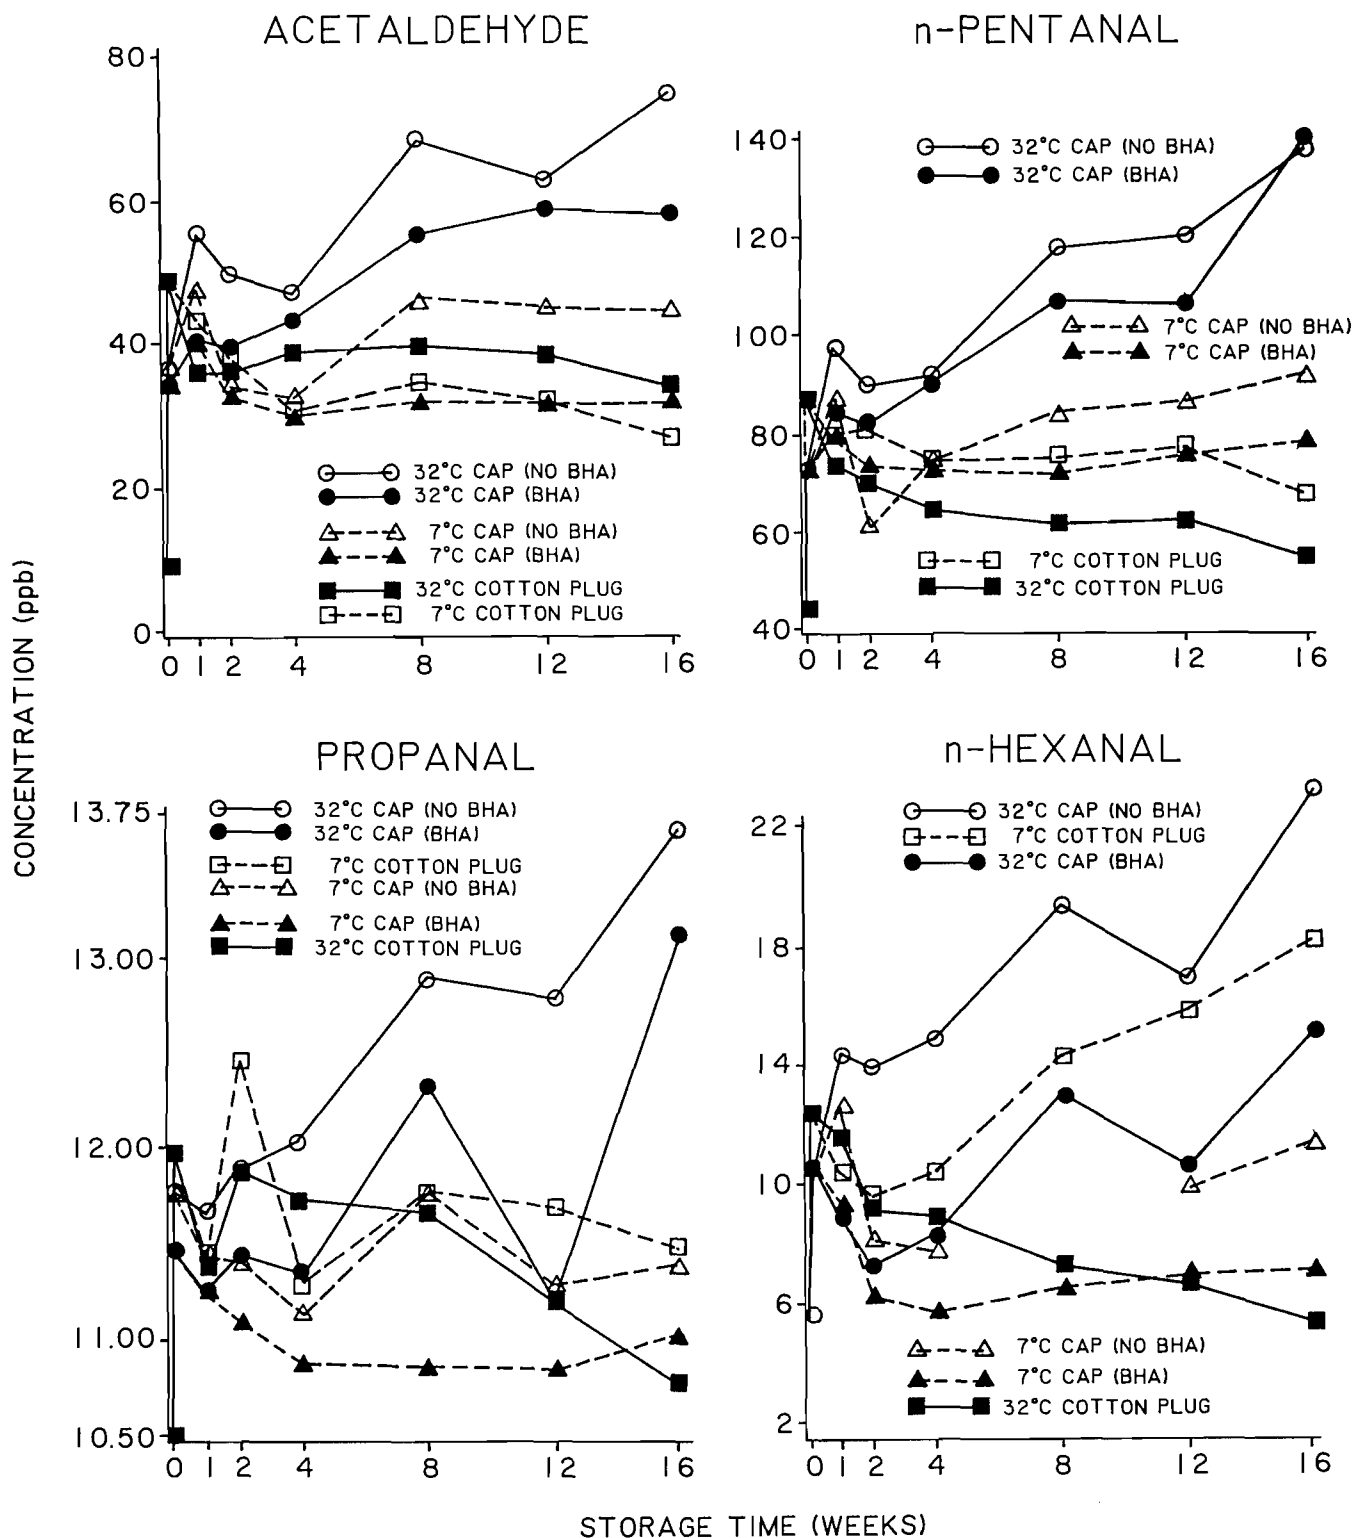 ACETALDEHYDE
80
60
40
20
0
32°C CAP (NO BHA)
32°C CAP (BHA)
7°C CAP (NO BHA)
7°C CAP (BHA)
32°C COTTON PLUG
7°C COTTON PLUG
0 1 2 4 8 12 16
n-PENTANAL
140
120
100
80
60
40
32°C CAP (NO BHA)
32°C CAP (BHA)
7°C CAP (NO BHA)
7°C CAP (BHA)
7°C COTTON PLUG
32°C COTTON PLUG
0 1 2 4 8 12 16
CONCENTRATION (ppb)
PROPANAL
13.75
13.00
12.00
11.00
10.50
32°C CAP (NO BHA)
32°C CAP (BHA)
7°C COTTON PLUG
7°C CAP (NO BHA)
7°C CAP (BHA)
32°C COTTON PLUG
0 1 2 4 8 12 16
n-HEXANAL
22
18
14
10
6
2
32°C CAP (NO BHA)
7°C COTTON PLUG
32°C CAP (BHA)
7°C CAP (NO BHA)
7°C CAP (BHA)
32°C COTTON PLUG
0 1 2 4 8 12 16
STORAGE TIME (WEEKS)